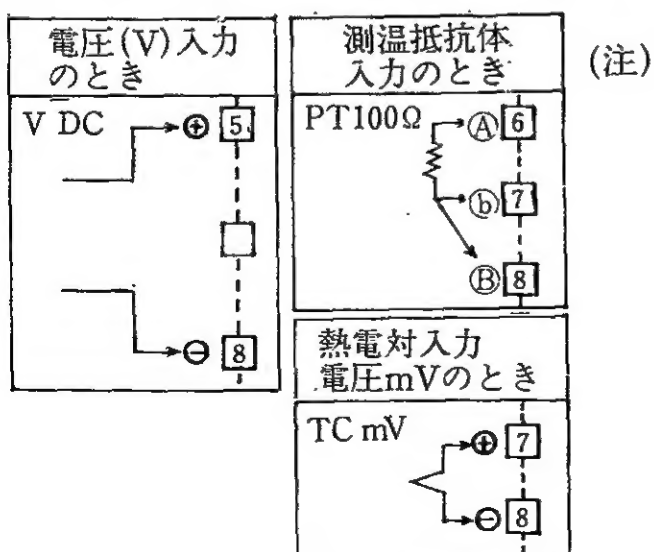 電圧(V)入力
のとき
V DC
⊕ 5
⊖ 8
測温抵抗体
入力のとき
PT100Ω
Ⓐ 6
ⓑ 7
Ⓑ 8
(注)
熱電対入力
電圧mVのとき
TC mV
⊕ 7
⊖ 8